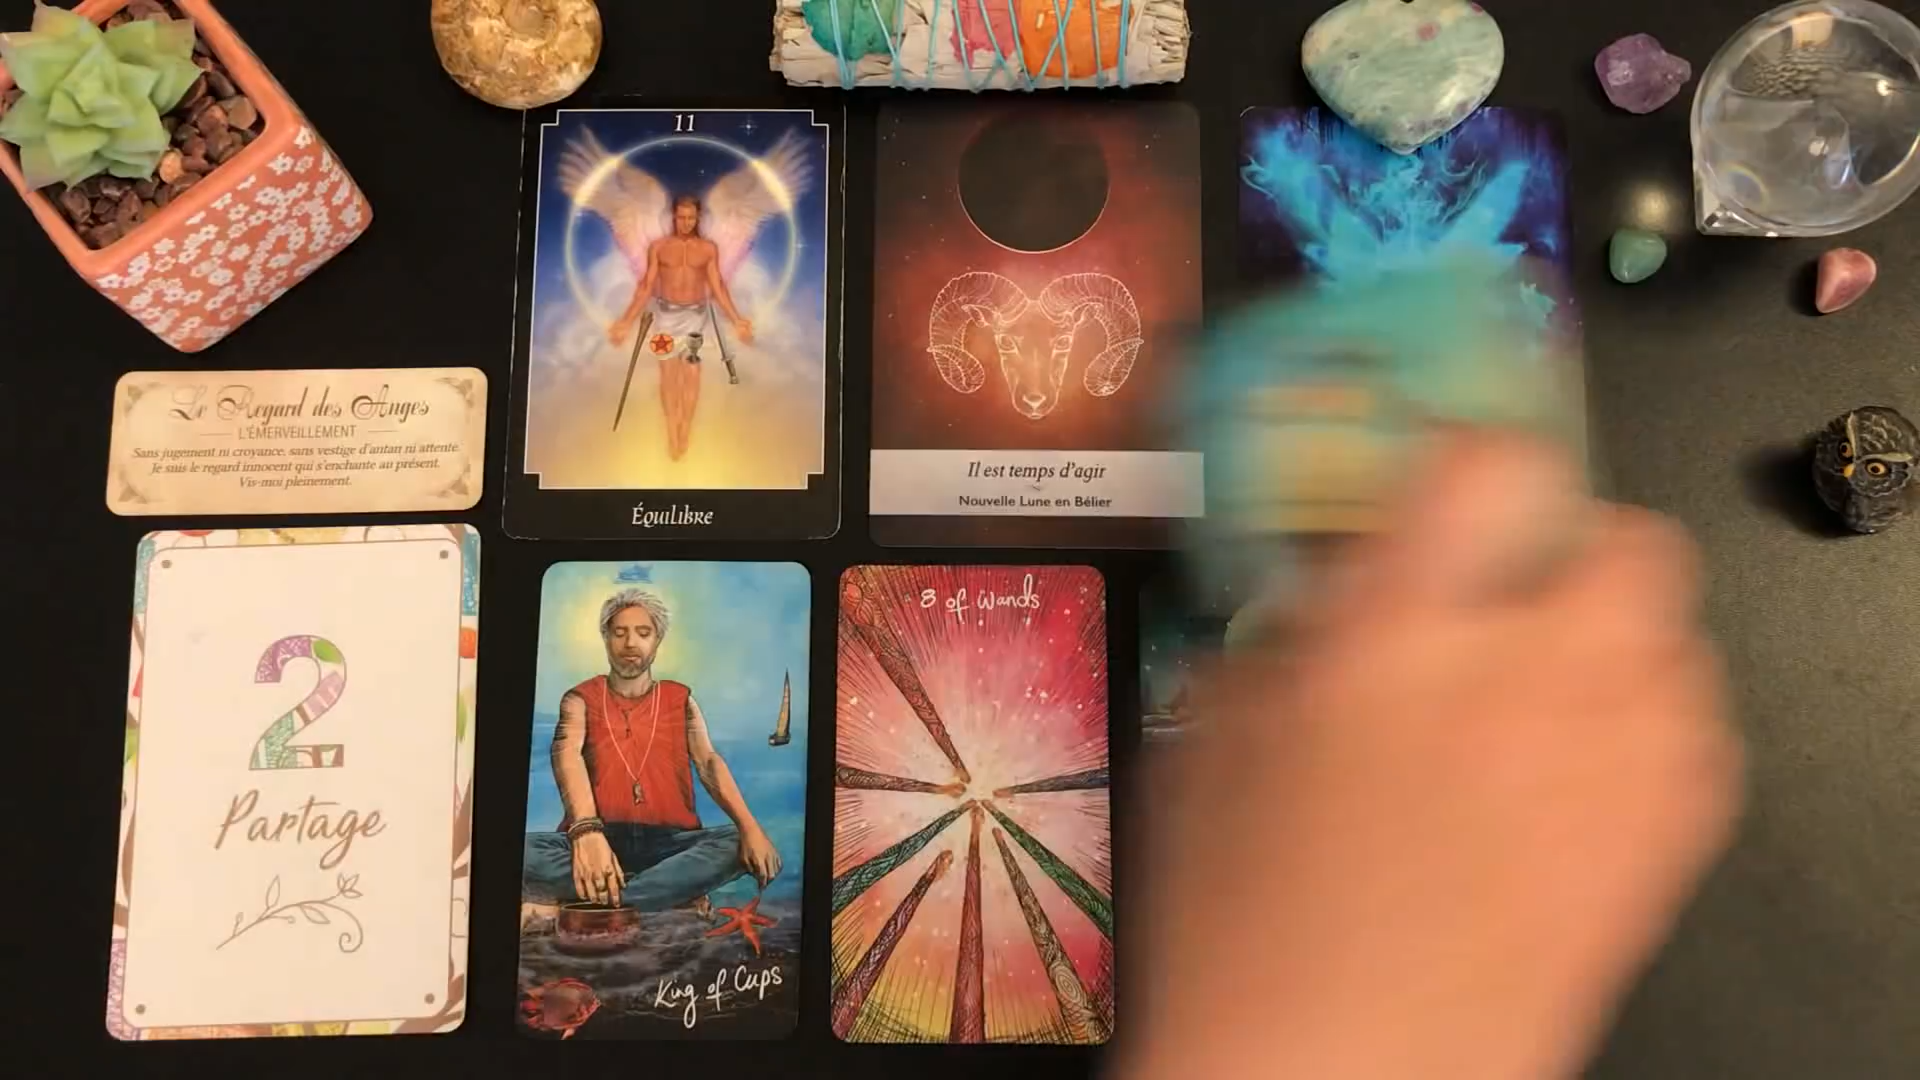 Le Regard des Anges
L'ÉMERVEILLEMENT
Sans jugement ni croyance, sans vestige d'antan ni attente.
Je suis le regard innocent qui s'enchante au présent.
Vis-moi pleinement.
11
Équilibre
Il est temps d'agir
Nouvelle Lune en Bélier
2
Partage
King of Cups
8 of Wands